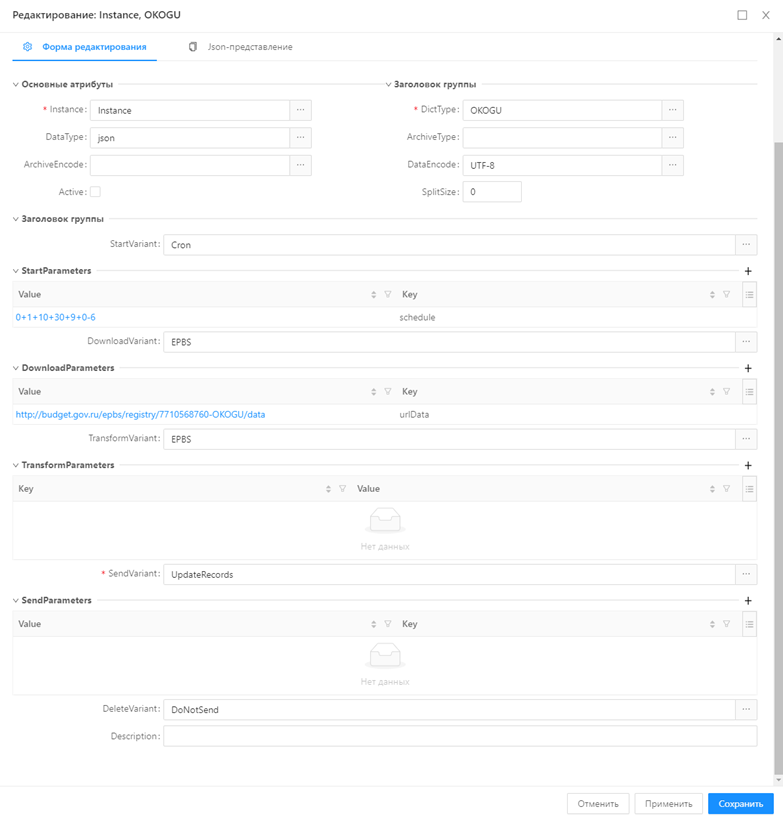 Редактирование: Instance, OKOGU
Форма редактирования
Json-представление
Основные атрибуты
Заголовок группы
* Instance: Instance ...
* DictType: OKOGU ...
DataType: json ...
ArchiveType: ...
ArchiveEncode: ...
DataEncode: UTF-8 ...
Active:
SplitSize: 0
Заголовок группы
StartVariant: Cron ...
StartParameters
Value Key
0+1+10+30+9+0-6 schedule
DownloadVariant: EPBS ...
DownloadParameters
Value Key
http://budget.gov.ru/epbs/registry/7710568760-OKOGU/data urlData
TransformVariant: EPBS ...
TransformParameters
Key Value
Нет данных
* SendVariant: UpdateRecords ...
SendParameters
Value Key
Нет данных
DeleteVariant: DoNotSend ...
Description:
Отменить Применить Сохранить